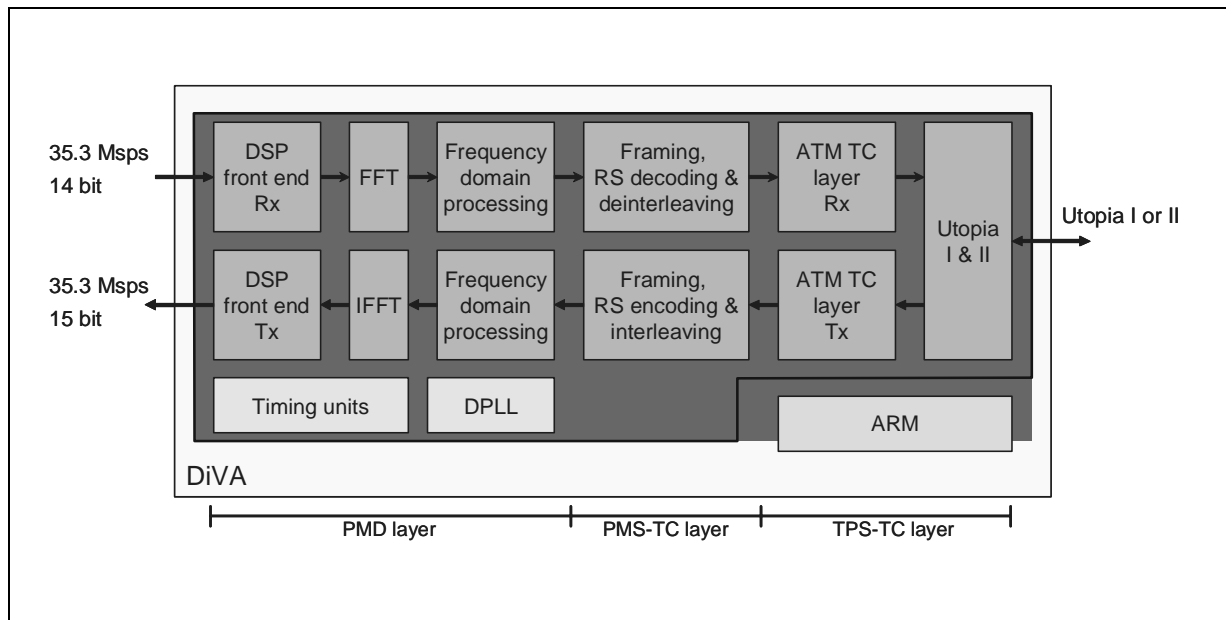 35.3 Msps
14 bit
DSP
front end
Rx
FFT
Frequency
domain
processing
Framing,
RS decoding &
deinterleaving
ATM TC
layer
Rx
Utopia
I & II
Utopia I or II
35.3 Msps
15 bit
DSP
front end
Tx
IFFT
Frequency
domain
processing
Framing,
RS encoding &
interleaving
ATM TC
layer
Tx
Timing units
DPLL
ARM
DiVA
PMD layer
PMS-TC layer
TPS-TC layer